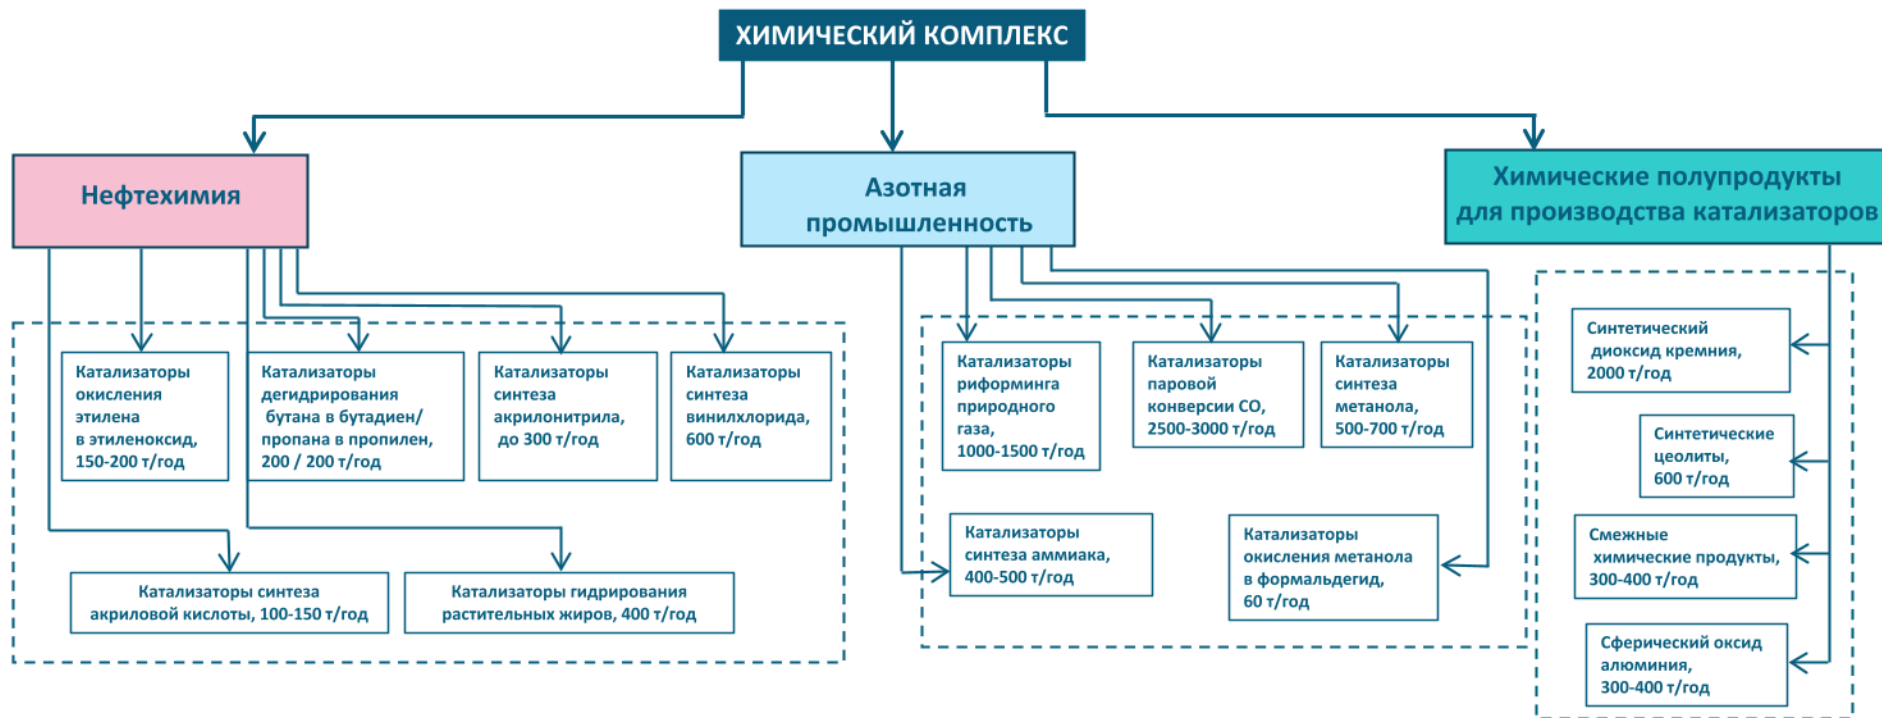 ХИМИЧЕСКИЙ КОМПЛЕКС
Нефтехимия
Азотная
промышленность
Химические полупродукты
для производства катализаторов
Катализаторы
окисления
этилена
в этиленоксид,
150-200 т/год
Катализаторы
дегидрирования
бутана в бутадиен/
пропана в пропилен,
200 / 200 т/год
Катализаторы
синтеза
акрилонитрила,
до 300 т/год
Катализаторы
синтеза
винилхлорида,
600 т/год
Катализаторы синтеза
акриловой кислоты, 100-150 т/год
Катализаторы гидрирования
растительных жиров, 400 т/год
Катализаторы
риформинга
природного
газа,
1000-1500 т/год
Катализаторы
паровой
конверсии СО,
2500-3000 т/год
Катализаторы
синтеза
метанола,
500-700 т/год
Катализаторы
синтеза аммиака,
400-500 т/год
Катализаторы
окисления метанола
в формальдегид,
60 т/год
Синтетический
диоксид кремния,
2000 т/год
Синтетические
цеолиты,
600 т/год
Смежные
химические продукты,
300-400 т/год
Сферический оксид
алюминия,
300-400 т/год